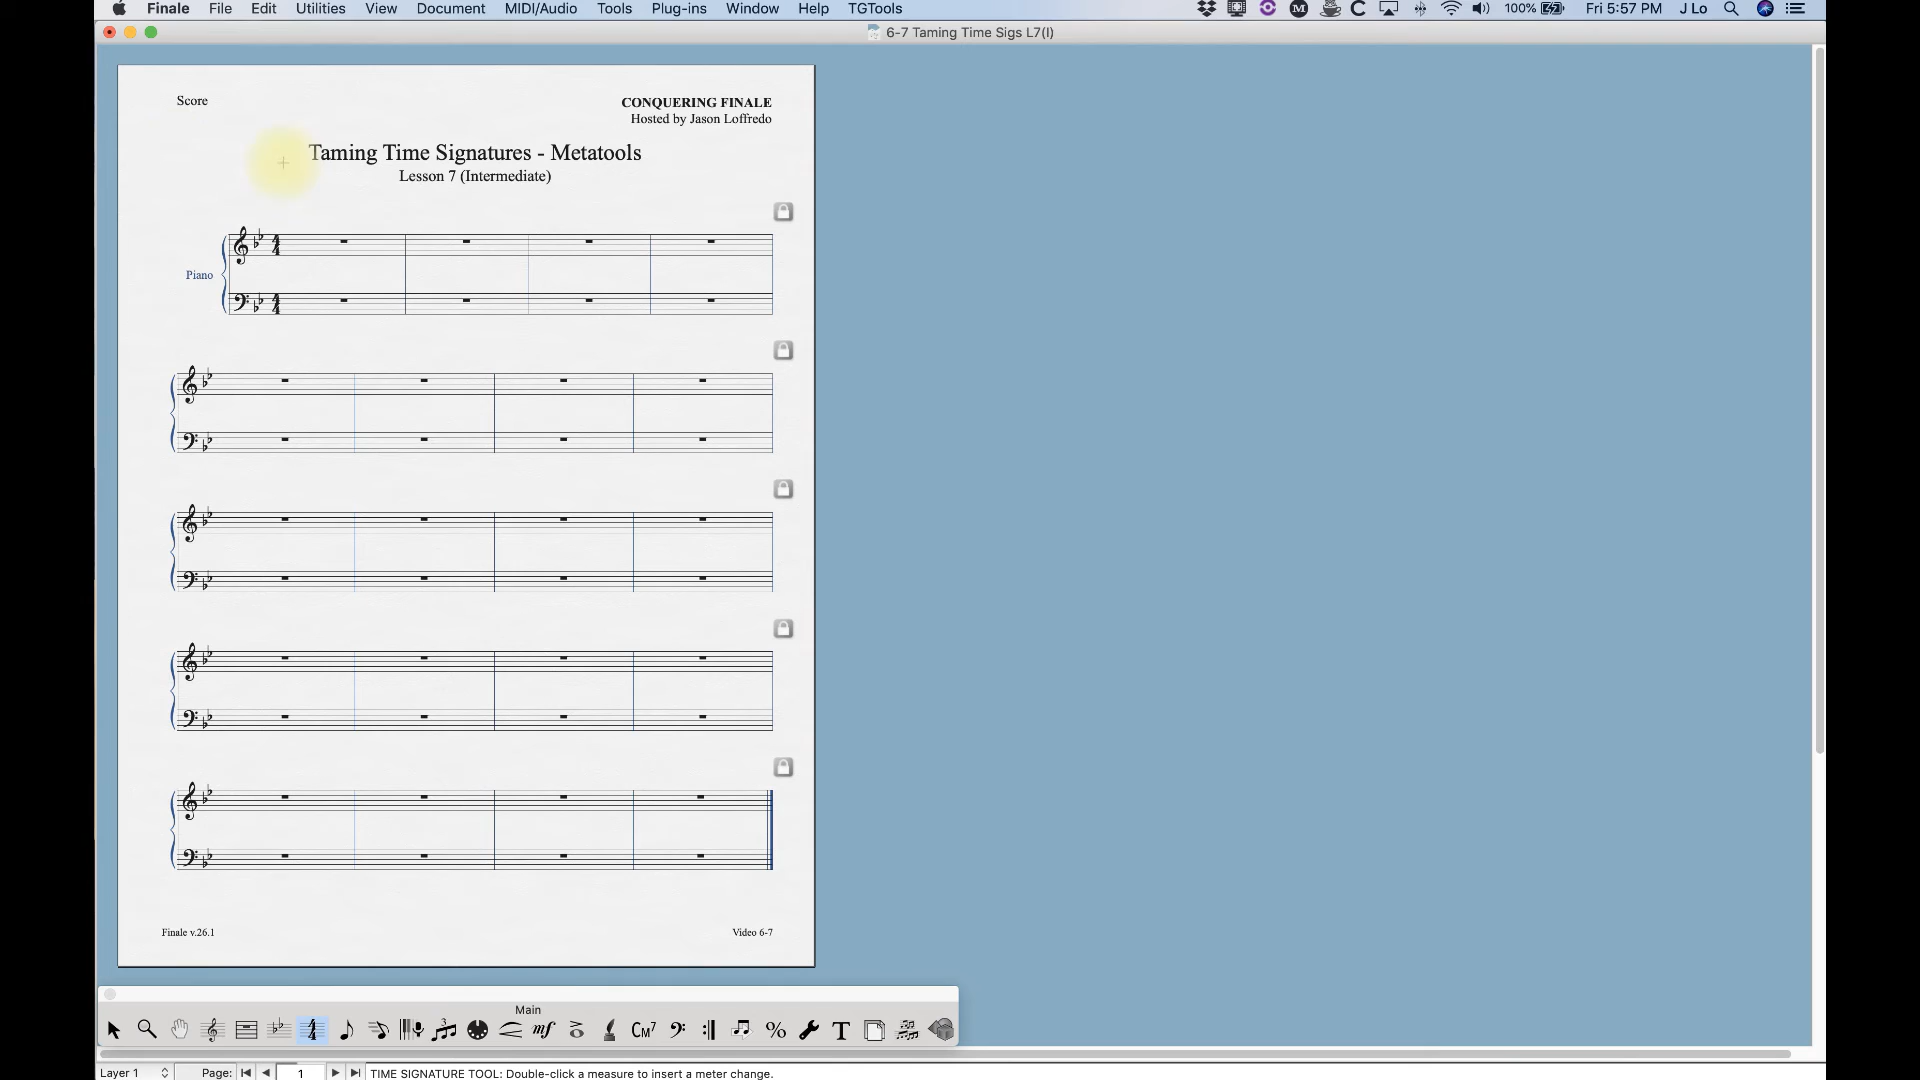 Finale File Edit Utilities View Document MIDI/Audio Tools Plug-ins Window Help TGTools 100% Fri 5:57 PM J Lo
6-7 Taming Time Sigs L7(I)
Score
CONQUERING FINALE
Hosted by Jason Loffredo
Taming Time Signatures - Metatools
Lesson 7 (Intermediate)
Piano
Finale v.26.1
Video 6-7
Main
CM7
Layer 1 Page: 1 TIME SIGNATURE TOOL: Double-click a measure to insert a meter change.